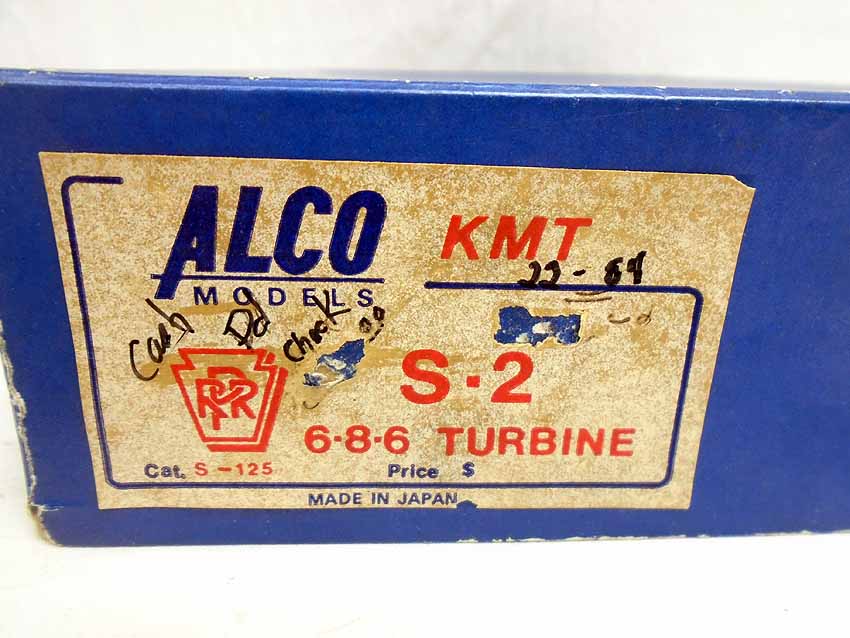 ALCO
MODELS
KMT
22-84
Cash Pd Check
PRR
S·2
6·8·6 TURBINE
Cat. S-125 Price $
MADE IN JAPAN